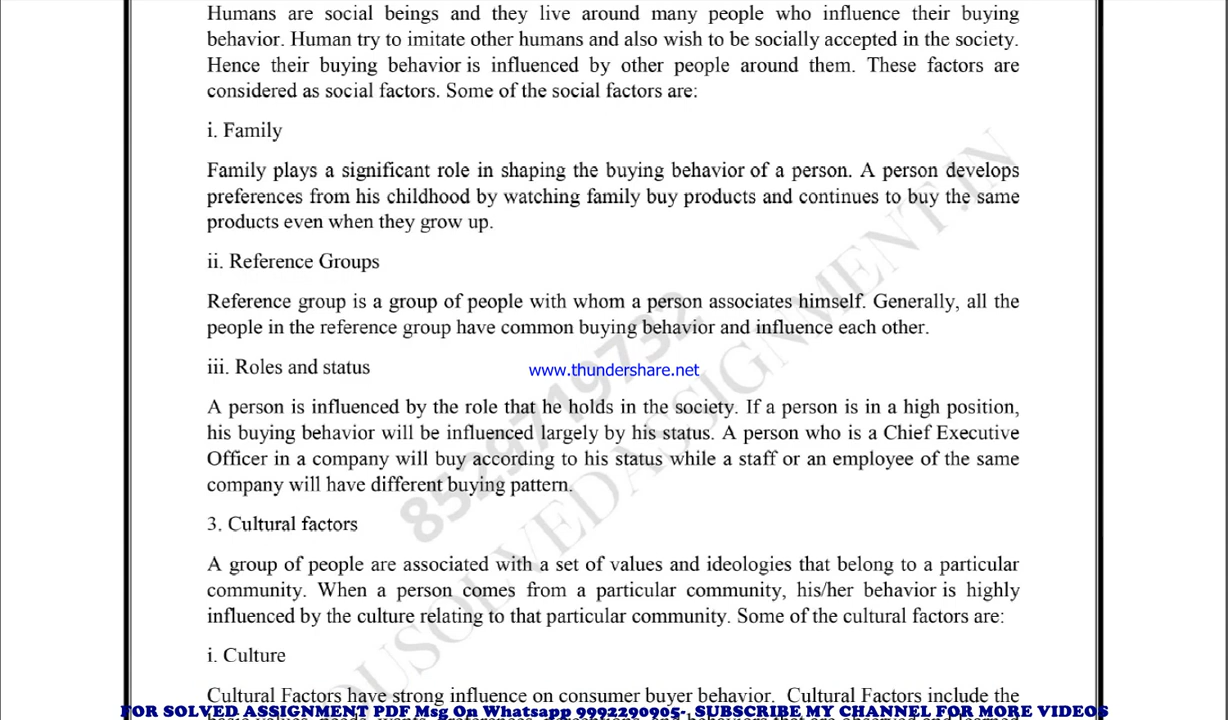 Humans are social beings and they live around many people who influence their buying
behavior. Human try to imitate other humans and also wish to be socially accepted in the society.
Hence their buying behavior is influenced by other people around them. These factors are
considered as social factors. Some of the social factors are:
i. Family
Family plays a significant role in shaping the buying behavior of a person. A person develops
preferences from his childhood by watching family buy products and continues to buy the same
products even when they grow up.
ii. Reference Groups
Reference group is a group of people with whom a person associates himself. Generally, all the
people in the reference group have common buying behavior and influence each other.
iii. Roles and status
www.thundershare.net
A person is influenced by the role that he holds in the society. If a person is in a high position,
his buying behavior will be influenced largely by his status. A person who is a Chief Executive
Officer in a company will buy according to his status while a staff or an employee of the same
company will have different buying pattern.
3. Cultural factors
A group of people are associated with a set of values and ideologies that belong to a particular
community. When a person comes from a particular community, his/her behavior is highly
influenced by the culture relating to that particular community. Some of the cultural factors are:
i. Culture
Cultural Factors have strong influence on consumer buyer behavior. Cultural Factors include the
FOR SOLVED ASSIGNMENT PDF Msg On Whatsapp 9992290905-, SUBSCRIBE MY CHANNEL FOR MORE VIDEOS
8529719732
OUSOLVEDASSIGNMENT.IN